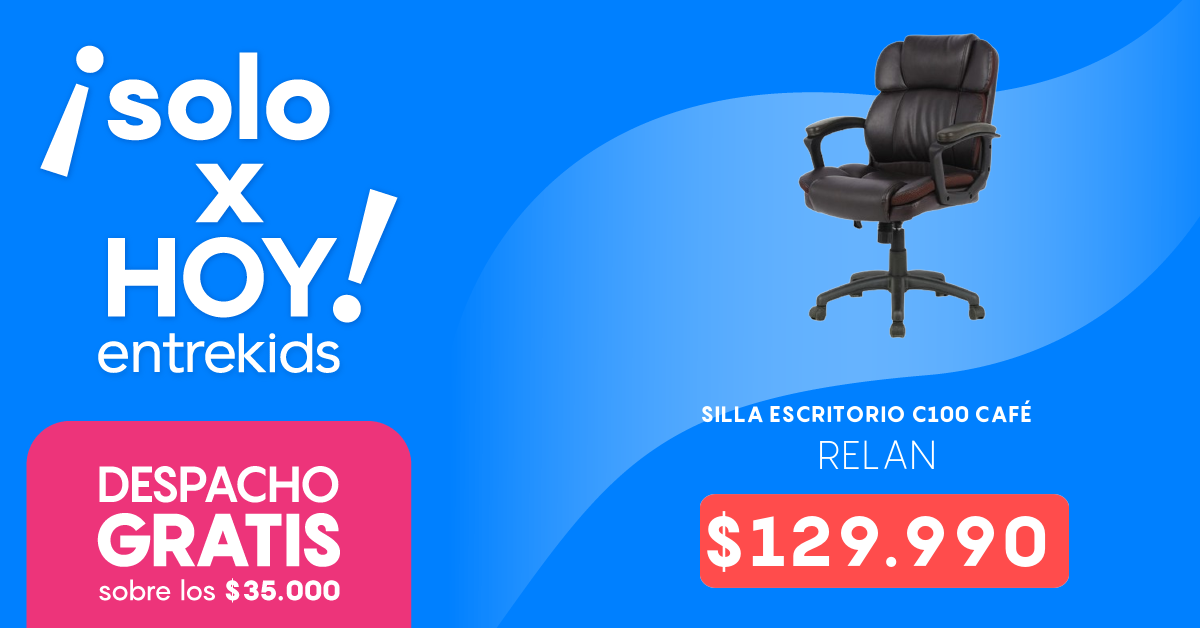 ¡solo
x
HOY!
entrekids
DESPACHO
GRATIS
sobre los $35.000
SILLA ESCRITORIO C100 CAFÉ
RELAN
$129.990